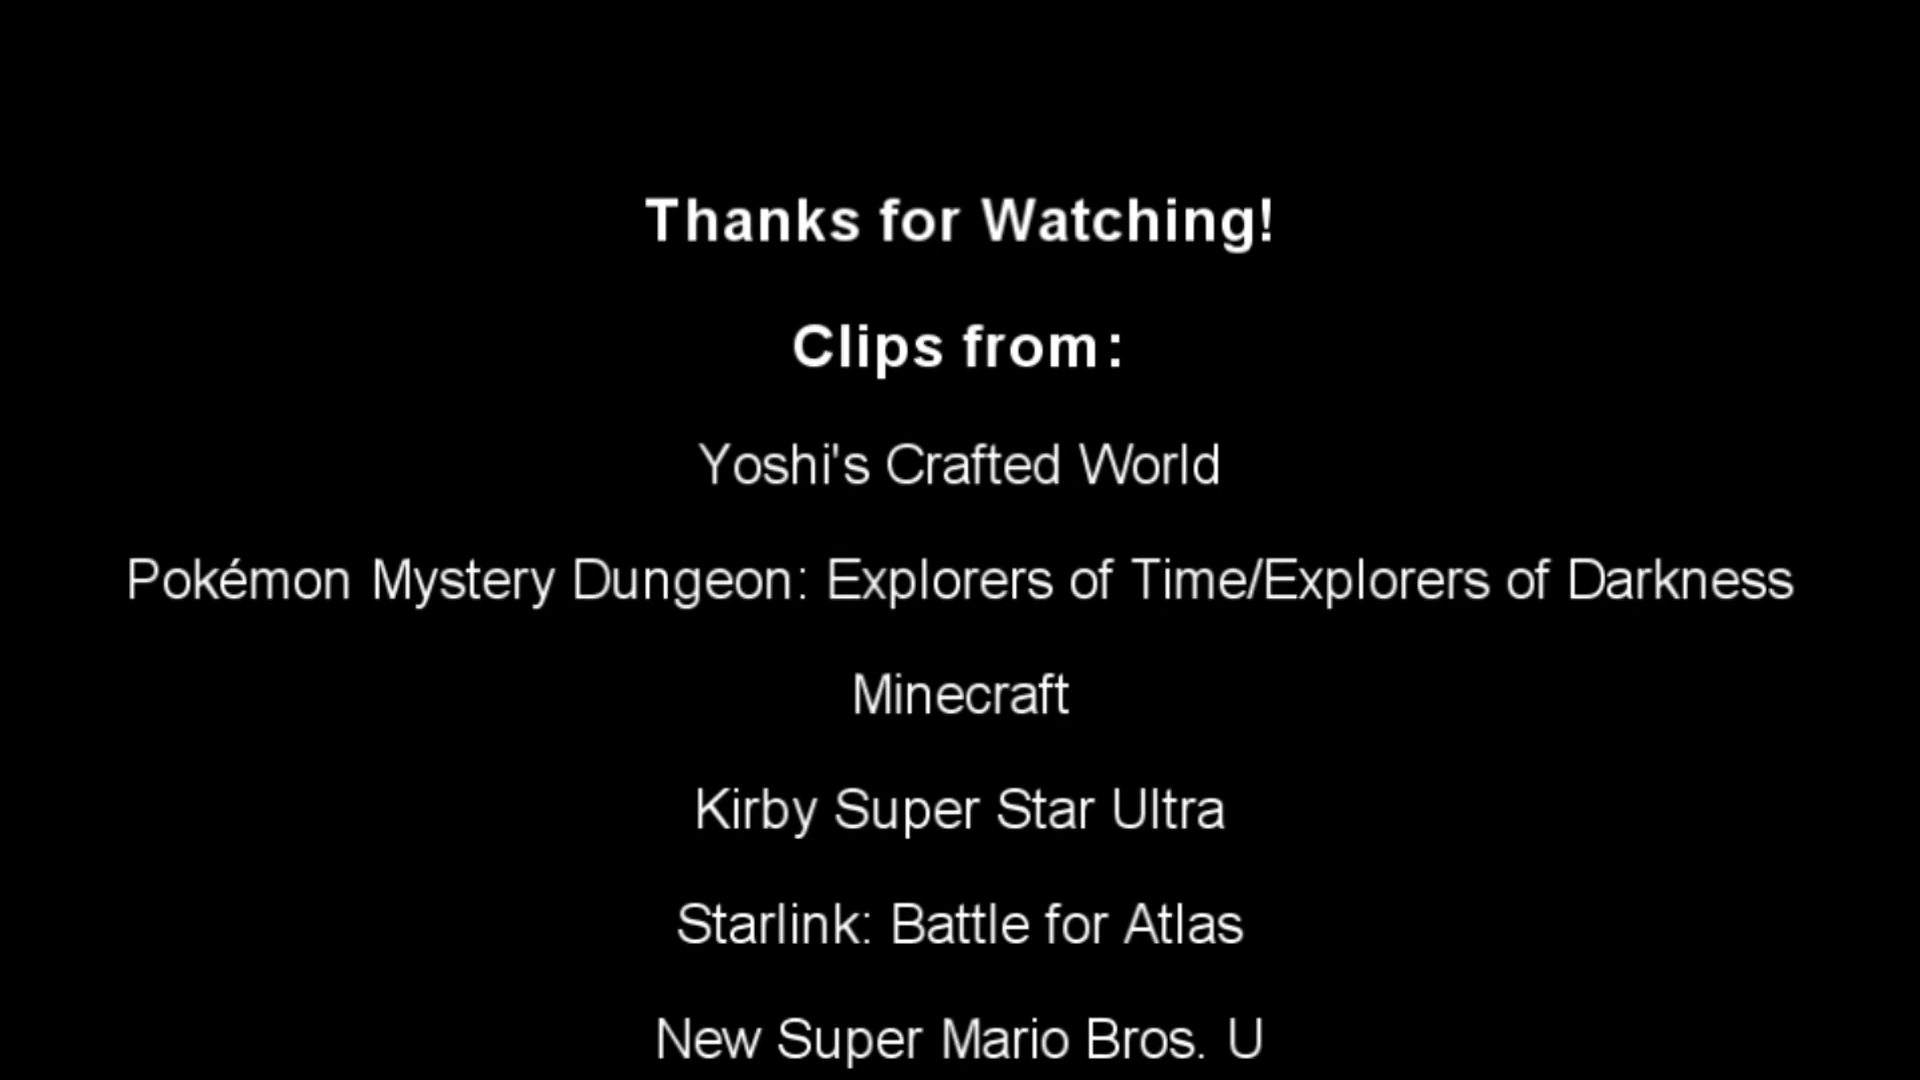 Thanks for Watching!
Clips from:
Yoshi's Crafted World
Pokémon Mystery Dungeon: Explorers of Time/Explorers of Darkness
Minecraft
Kirby Super Star Ultra
Starlink: Battle for Atlas
New Super Mario Bros. U